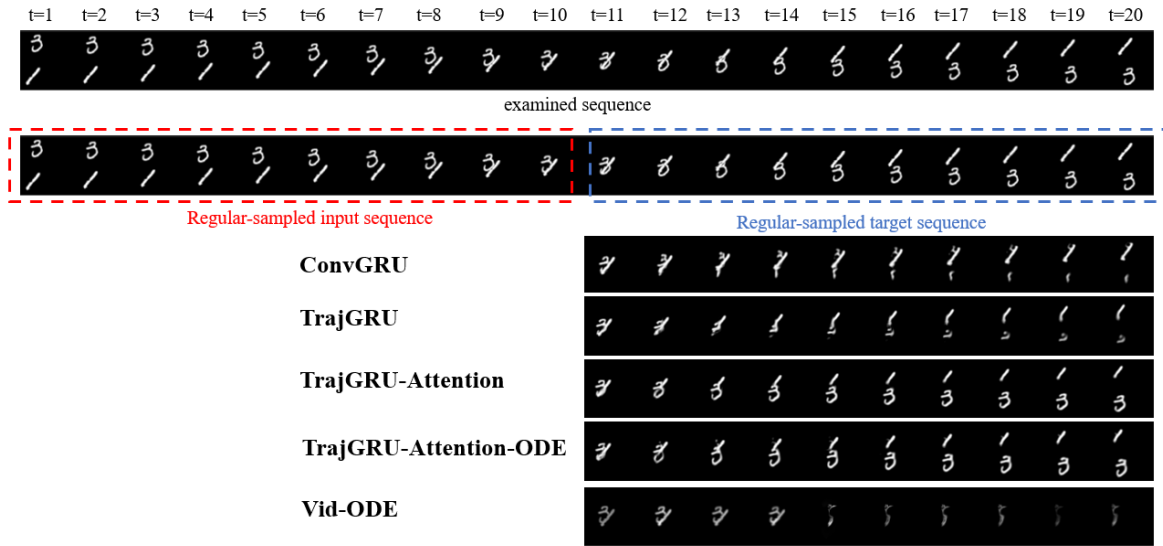 t=1 t=2 t=3 t=4 t=5 t=6 t=7 t=8 t=9 t=10 t=11 t=12 t=13 t=14 t=15 t=16 t=17 t=18 t=19 t=20
examined sequence
Regular-sampled input sequence
Regular-sampled target sequence
ConvGRU
TrajGRU
TrajGRU-Attention
TrajGRU-Attention-ODE
Vid-ODE